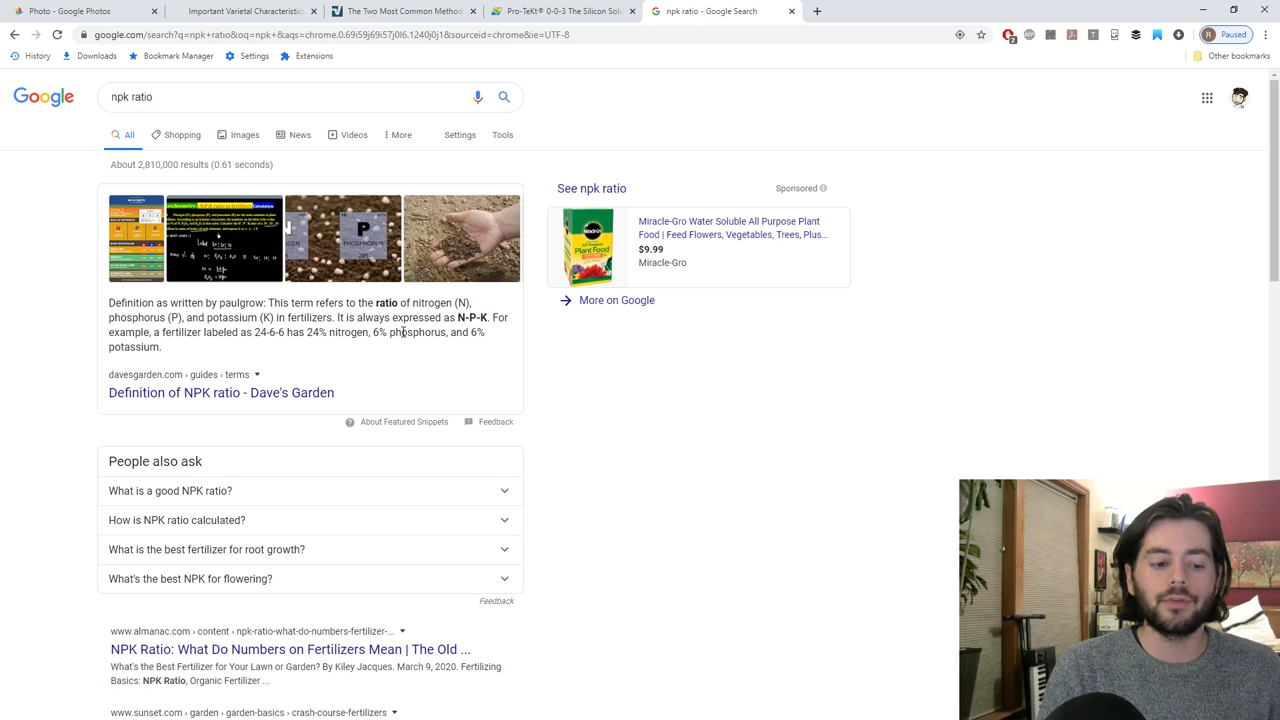 Photos - Google Photos
Important Varietal Characteristics
The Two Most Common Method
Pro-TeKt® 0-0-3 The Silicon Solu
npk ratio - Google Search
google.com/search?q=npk+ratio&oq=npk+&aqs=chrome.0.69i59j69i57j0l6.1240j0j1&sourceid=chrome&ie=UTF-8
Paused
History
Downloads
Bookmark Manager
Settings
Extensions
Other bookmarks
Google
npk ratio
All
Shopping
Images
News
Videos
More
Settings
Tools
About 2,810,000 results (0.61 seconds)
Definition as written by paulgrow: This term refers to the ratio of nitrogen (N),
phosphorus (P), and potassium (K) in fertilizers. It is always expressed as N-P-K. For
example, a fertilizer labeled as 24-6-6 has 24% nitrogen, 6% phosphorus, and 6%
potassium.
davesgarden.com › guides › terms
Definition of NPK ratio - Dave's Garden
About Featured Snippets
Feedback
See npk ratio
Sponsored
Miracle-Gro Water Soluble All Purpose Plant
Food | Feed Flowers, Vegetables, Trees, Plus...
$9.99
Miracle-Gro
More on Google
People also ask
What is a good NPK ratio?
How is NPK ratio calculated?
What is the best fertilizer for root growth?
What's the best NPK for flowering?
Feedback
www.almanac.com › content › npk-ratio-what-do-numbers-fertilizer-...
NPK Ratio: What Do Numbers on Fertilizers Mean | The Old ...
What's the Best Fertilizer for Your Lawn or Garden? By Kiley Jacques. March 9, 2020. Fertilizing
Basics: NPK Ratio, Organic Fertilizer ...
www.sunset.com › garden › garden-basics › crash-course-fertilizers